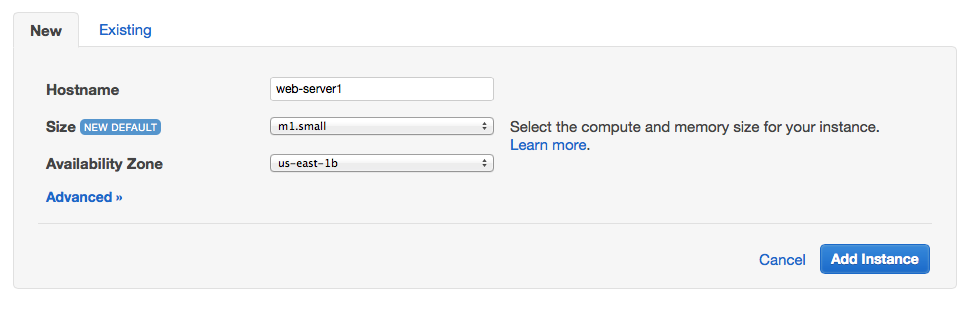 New Existing
Hostname web-server1
Size NEW DEFAULT m1.small Select the compute and memory size for your instance.
Learn more.
Availability Zone us-east-1b
Advanced »
Cancel Add Instance